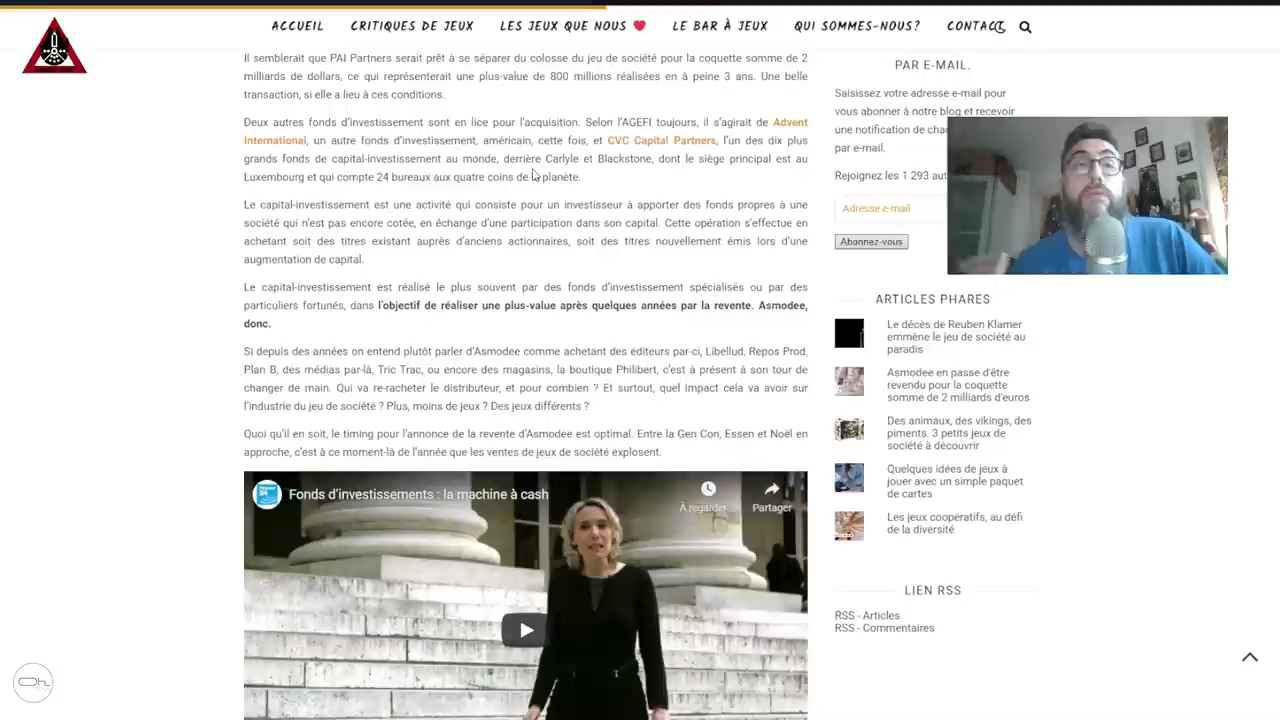 ACCUEIL CRITIQUES DE JEUX LES JEUX QUE NOUS LE BAR À JEUX QUI SOMMES-NOUS? CONTACT
Il semblerait que PAI Partners serait prêt à se séparer du colosse du jeu de société pour la coquette somme de 2
milliards de dollars, ce qui représenterait une plus-value de 800 millions réalisées en à peine 3 ans. Une belle
transaction, si elle a lieu à ces conditions.
Deux autres fonds d'investissement sont en lice pour l'acquisition. Selon l'AGEFI toujours, il s'agirait de Advent
International, un autre fonds d'investissement, américain, cette fois, et CVC Capital Partners, l'un des dix plus
grands fonds de capital-investissement au monde, derrière Carlyle et Blackstone, dont le siège principal est au
Luxembourg et qui compte 24 bureaux aux quatre coins de la planète.
Le capital-investissement est une activité qui consiste pour un investisseur à apporter des fonds propres à une
société qui n'est pas encore cotée, en échange d'une participation dans son capital. Cette opération s'effectue en
achetant soit des titres existant auprès d'anciens actionnaires, soit des titres nouvellement émis lors d'une
augmentation de capital.
Le capital-investissement est réalisé le plus souvent par des fonds d'investissement spécialisés ou par des
particuliers fortunés, dans l'objectif de réaliser une plus-value après quelques années par la revente. Asmodee,
donc.
Si depuis des années on entend plutôt parler d'Asmodee comme achetant des éditeurs par-ci, Libellud, Repos Prod,
Plan B, des médias par-là, Tric Trac, ou encore des magasins, la boutique Philibert, c'est à présent à son tour de
changer de main. Qui va re-racheter le distributeur, et pour combien ? Et surtout, quel impact cela va avoir sur
l'industrie du jeu de société ? Plus, moins de jeux ? Des jeux différents ?
Quoi qu'il en soit, le timing pour l'annonce de la revente d'Asmodee est optimal. Entre la Gen Con, Essen et Noël en
approche, c'est à ce moment-là de l'année que les ventes de jeu de société explosent.
Fonds d'investissements : la machine à cash
À regarder ...
Partager
PAR E-MAIL.
Saisissez votre adresse e-mail pour
vous abonner à notre blog et recevoir
une notification de
par e-mail.
Rejoignez les 1 293
Adresse e-mail
Abonnez-vous
ARTICLES PHARES
Le décès de Reuben Klamer
emmène le jeu de société au
paradis
Asmodee en passe d'être
revendu pour la coquette
somme de 2 milliards d'euros
Des animaux, des vikings, des
piments. 3 petits jeux de
société à découvrir
Quelques idées de jeux à
jouer avec un simple paquet
de cartes
Les jeux coopératifs, au défi
de la diversité
LIEN RSS
RSS - Articles
RSS - Commentaires